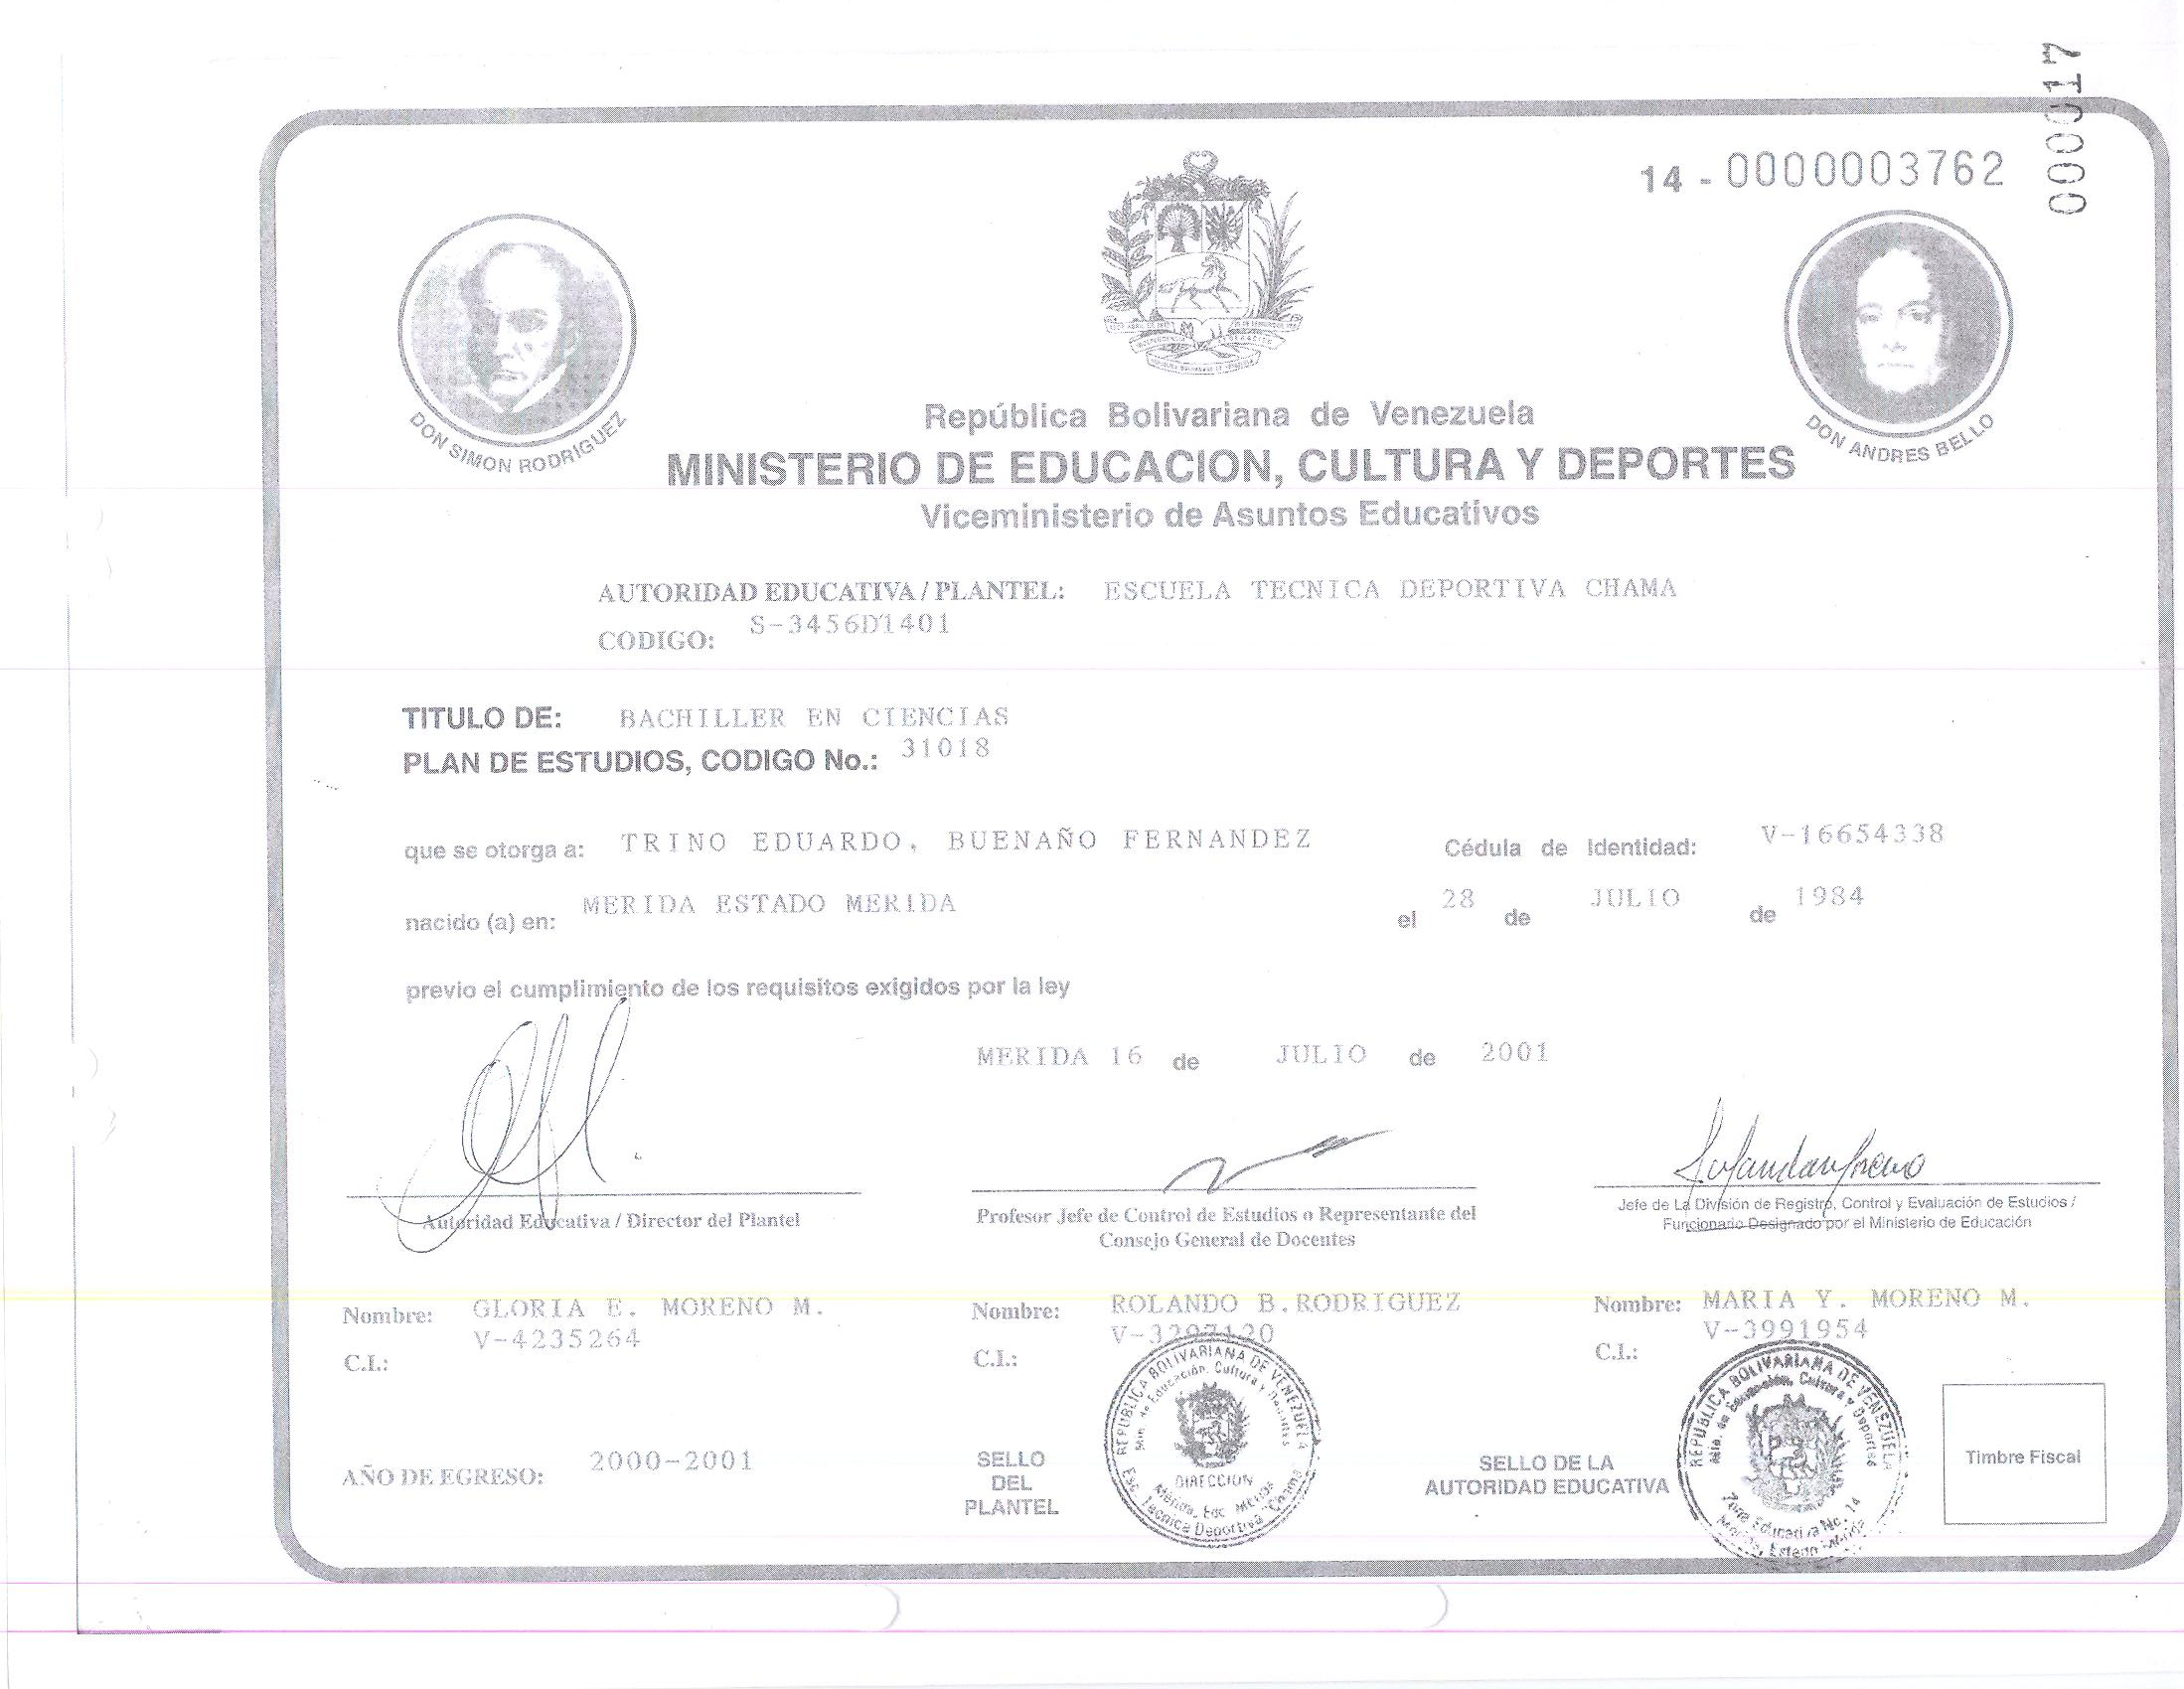 000017
14 - 0000003762
DON SIMON RODRIGUEZ
DON ANDRES BELLO
República Bolivariana de Venezuela
MINISTERIO DE EDUCACION, CULTURA Y DEPORTES
Viceministerio de Asuntos Educativos
AUTORIDAD EDUCATIVA / PLANTEL: ESCUELA TECNICA DEPORTIVA CHAMA
CODIGO: S-3456D1401
TITULO DE: BACHILLER EN CIENCIAS
PLAN DE ESTUDIOS, CODIGO No.: 31018
que se otorga a: TRINO EDUARDO, BUENAÑO FERNANDEZ Cédula de Identidad: V-16654338
nacido (a) en: MERIDA ESTADO MERIDA el 28 de JULIO de 1984
previo el cumplimiento de los requisitos exigidos por la ley
MERIDA 16 de JULIO de 2001
Autoridad Educativa / Director del Plantel
Profesor Jefe de Control de Estudios o Representante del
Consejo General de Docentes
Jefe de La División de Registro, Control y Evaluación de Estudios /
Funcionario Designado por el Ministerio de Educación
Nombre: GLORIA E. MORENO M.
C.I.: V-4235264
Nombre: ROLANDO B. RODRIGUEZ
C.I.:
Nombre: MARIA Y. MORENO M.
C.I.: V-3991954
AÑO DE EGRESO: 2000-2001
SELLO
DEL
PLANTEL
REPUBLICA BOLIVARIANA DE VENEZUELA
Min. de Educación, Cultura y Deportes
DIRECCION
Esc. Tecnica Deportiva "Chama"
SELLO DE LA
AUTORIDAD EDUCATIVA
REPUBLICA BOLIVARIANA DE VENEZUELA
de Educación, Cultura y Deportes
Zona Educativa No. 14
Timbre Fiscal